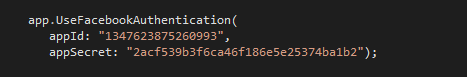 app.UseFacebookAuthentication(
appId: "1347623875260993",
appSecret: "2acf539b3f6ca46f186e5e25374ba1b2");